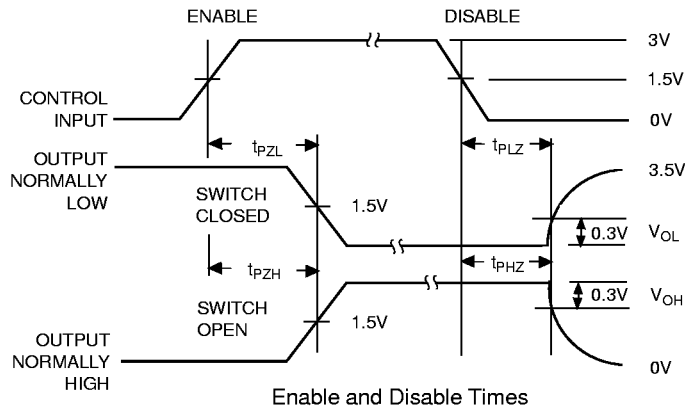 ENABLE
DISABLE
3V
1.5V
0V
CONTROL
INPUT
tPZL
tPLZ
OUTPUT
NORMALLY
LOW
3.5V
SWITCH
CLOSED
1.5V
0.3V
VOL
tPZH
tPHZ
SWITCH
OPEN
0.3V
VOH
1.5V
OUTPUT
NORMALLY
HIGH
0V
Enable and Disable Times